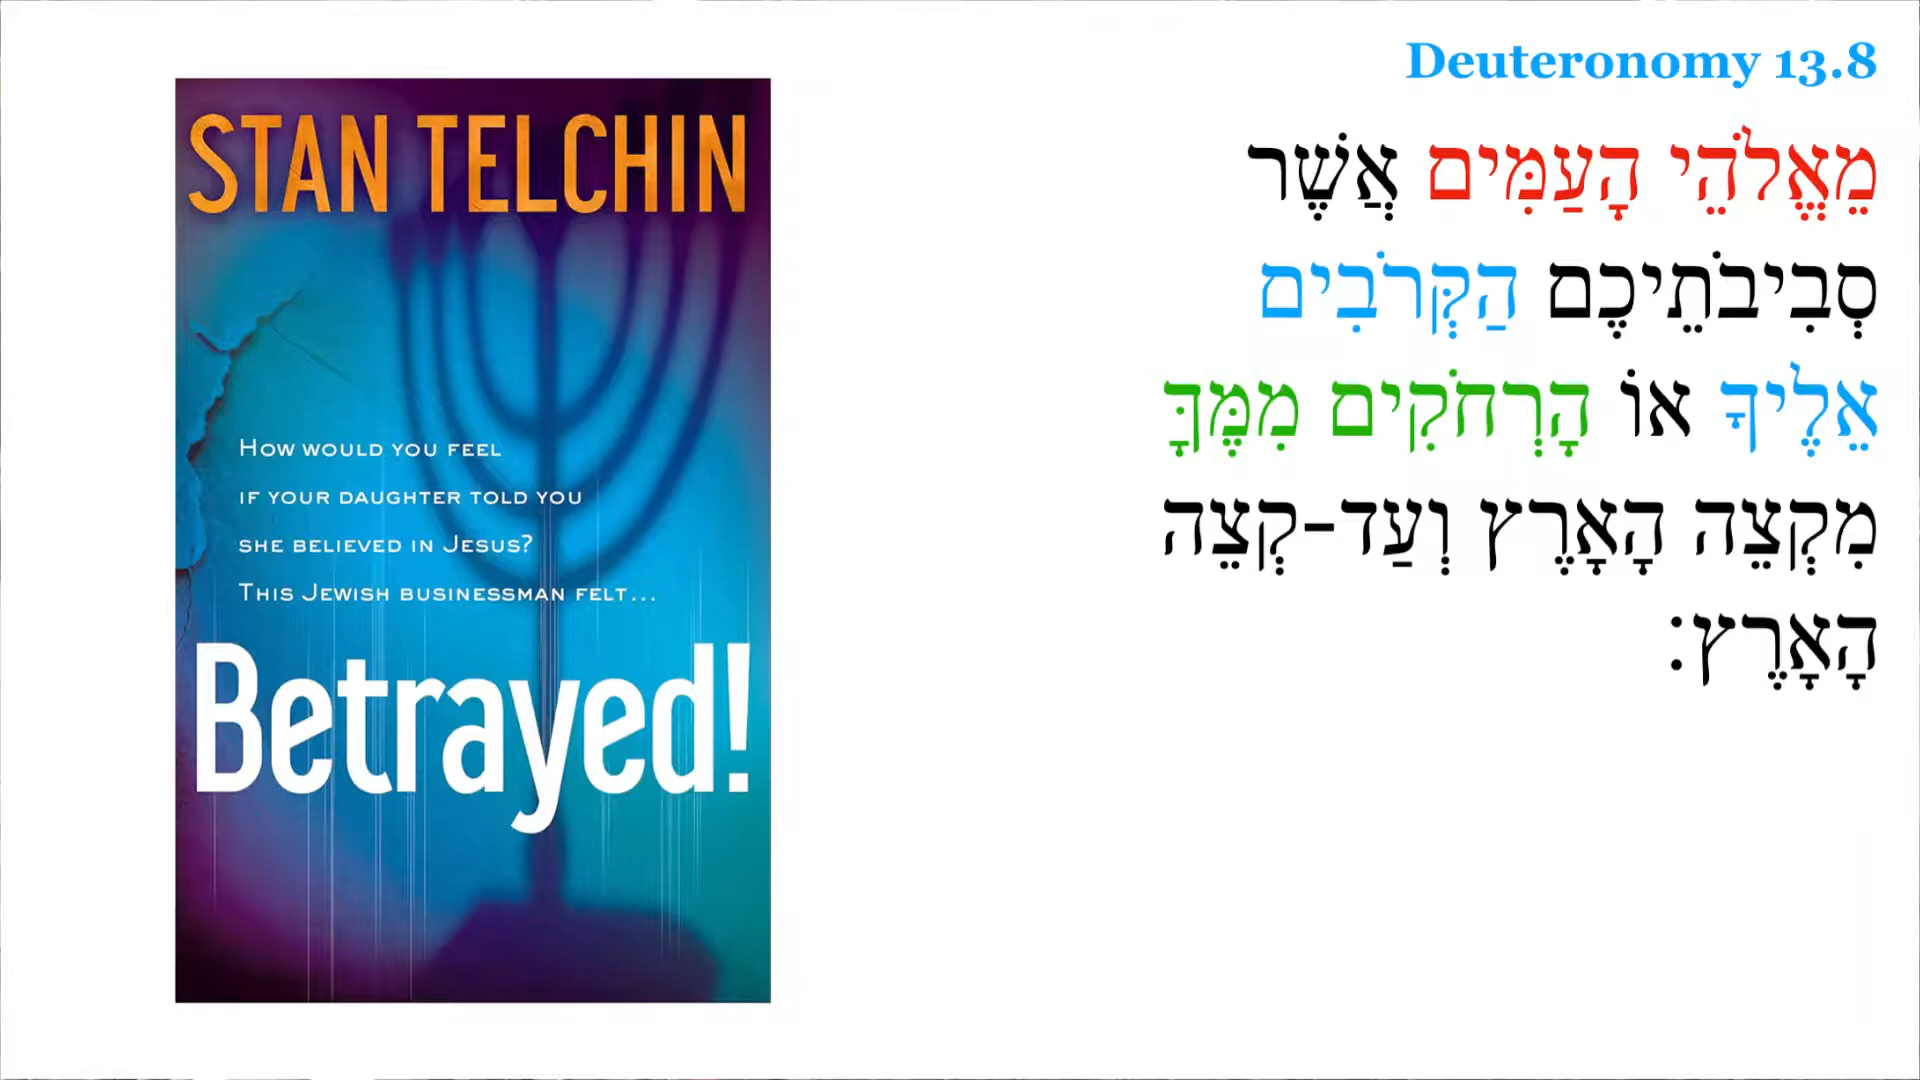 STAN TELCHIN
HOW WOULD YOU FEEL
IF YOUR DAUGHTER TOLD YOU
SHE BELIEVED IN JESUS?
THIS JEWISH BUSINESSMAN FELT...
Betrayed!
Deuteronomy 13.8
מֵאֱלֹהֵי הָעַמִּים אֲשֶׁר
סְבִיבֹתֵיכֶם הַקְּרֹבִים
אֵלֶיךָ אוֹ הָרְחֹקִים מִמֶּךָּ
מִקְצֵה הָאָרֶץ וְעַד-קְצֵה
הָאָרֶץ׃